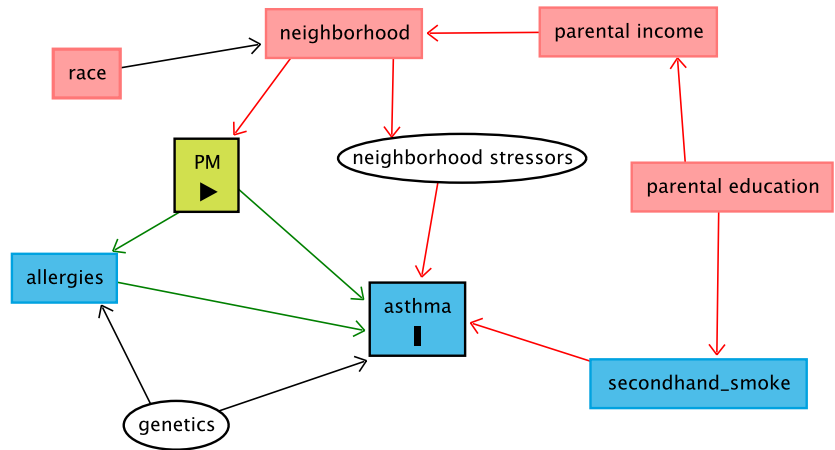 neighborhood
parental income
race
PM
neighborhood stressors
parental education
allergies
asthma
secondhand_smoke
genetics